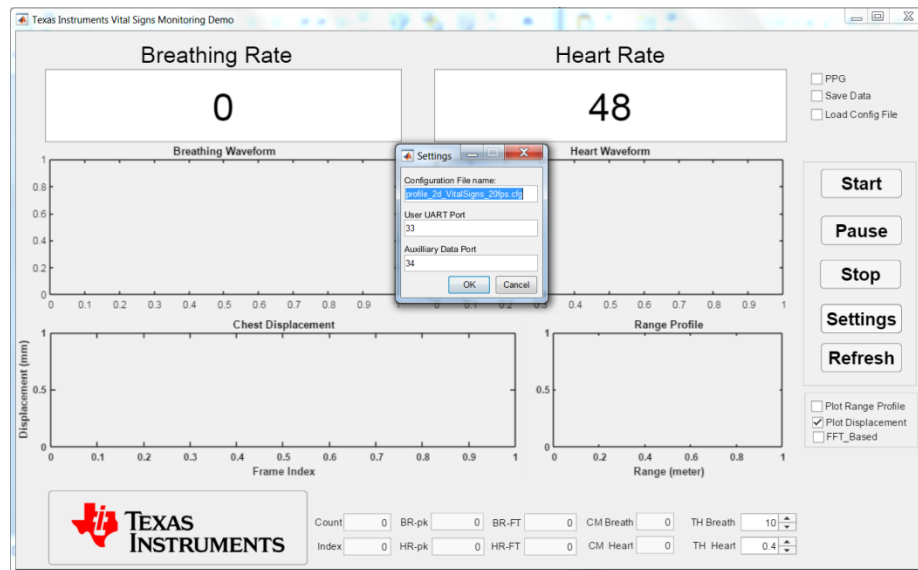 Texas Instruments Vital Signs Monitoring Demo
Breathing Rate
Heart Rate
0
48
PPG
Save Data
Load Config File
Settings
Configuration File name:
profile_2d_VitalSigns_20fps.cfg
User UART Port
33
Auxilliary Data Port
34
OK Cancel
Breathing Waveform
1
0.8
0.6
0.4
0.2
0
0 0.1 0.2 0.3 0.4 0.5 0.6 0.7 0.8 0.9
Heart Waveform
0.3 0.4 0.5 0.6 0.7 0.8 0.9 1
Start
Pause
Stop
Settings
Refresh
Chest Displacement
Displacement (mm)
1
0.5
0
0 0.1 0.2 0.3 0.4 0.5 0.6 0.7 0.8 0.9 1
Frame Index
Range Profile
1
0.5
0
0 0.2 0.4 0.6 0.8 1
Range (meter)
Plot Range Profile
Plot Displacement
FFT_Based
TEXAS
INSTRUMENTS
Count 0 BR-pk 0 BR-FT 0 CM Breath 0 TH Breath 10
Index 0 HR-pk 0 HR-FT 0 CM Heart 0 TH Heart 0.4